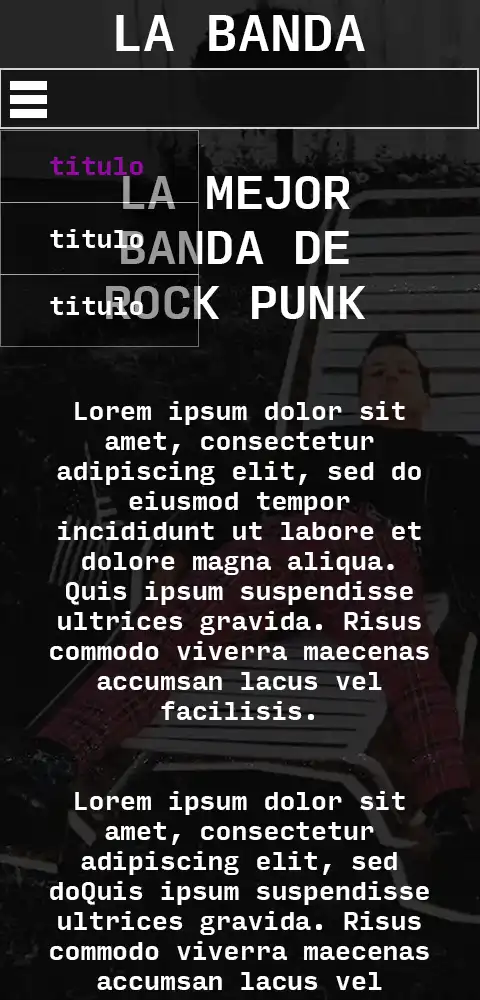 LA BANDA
titulo
titulo
titulo
LA MEJOR
BANDA DE
ROCK PUNK
Lorem ipsum dolor sit
amet, consectetur
adipiscing elit, sed do
eiusmod tempor
incididunt ut labore et
dolore magna aliqua.
Quis ipsum suspendisse
ultrices gravida. Risus
commodo viverra maecenas
accumsan lacus vel
facilisis.
Lorem ipsum dolor sit
amet, consectetur
adipiscing elit, sed
doQuis ipsum suspendisse
ultrices gravida. Risus
commodo viverra maecenas
accumsan lacus vel